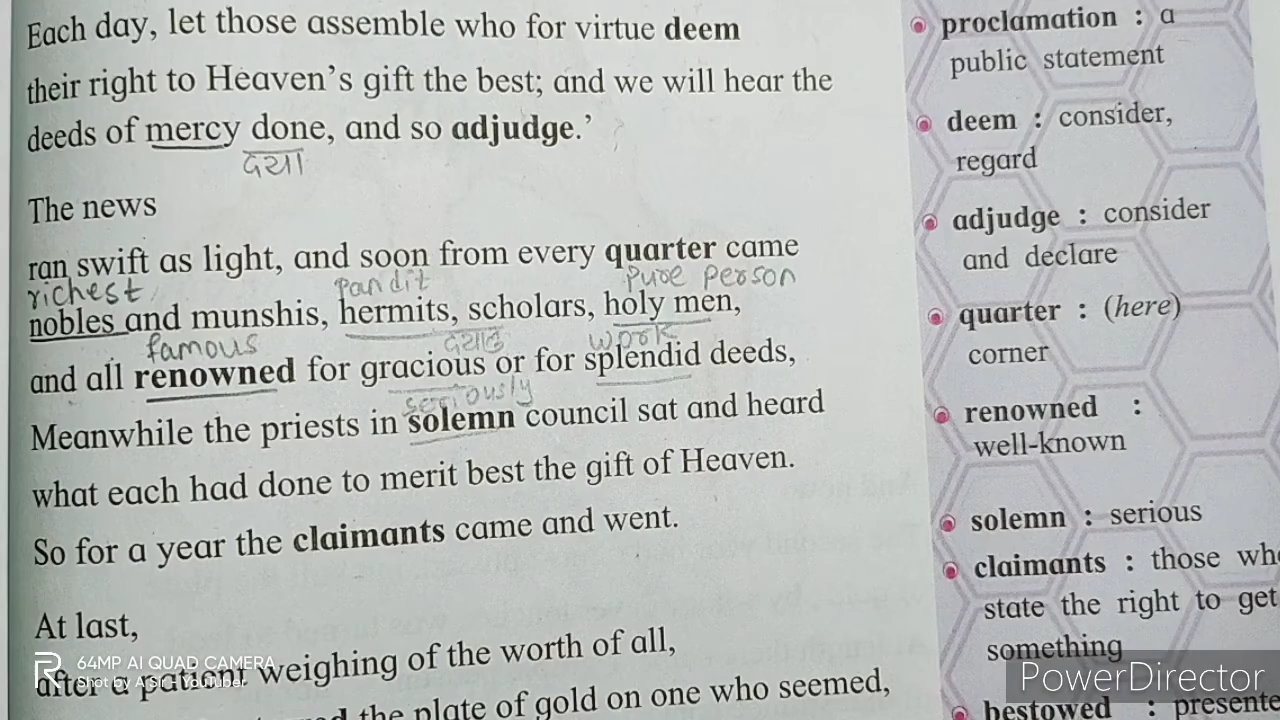 Each day, let those assemble who for virtue deem
their right to Heaven's gift the best; and we will hear the
deeds of mercy done, and so adjudge.'
दया
The news
ran swift as light, and soon from every quarter came
richest pandit pure person
nobles and munshis, hermits, scholars, holy men,
famous दयालु work
and all renowned for gracious or for splendid deeds,
seriously
Meanwhile the priests in solemn council sat and heard
what each had done to merit best the gift of Heaven.
So for a year the claimants came and went.
At last,
after a patient weighing of the worth of all,
the plate of gold on one who seemed,
proclamation : a
public statement
deem : consider,
regard
adjudge : consider
and declare
quarter : (here)
corner
renowned :
well-known
solemn : serious
claimants : those who
state the right to get
something
bestowed : presente
64MP AI QUAD CAMERA
Shot by A Sir - YouTuber
PowerDirector